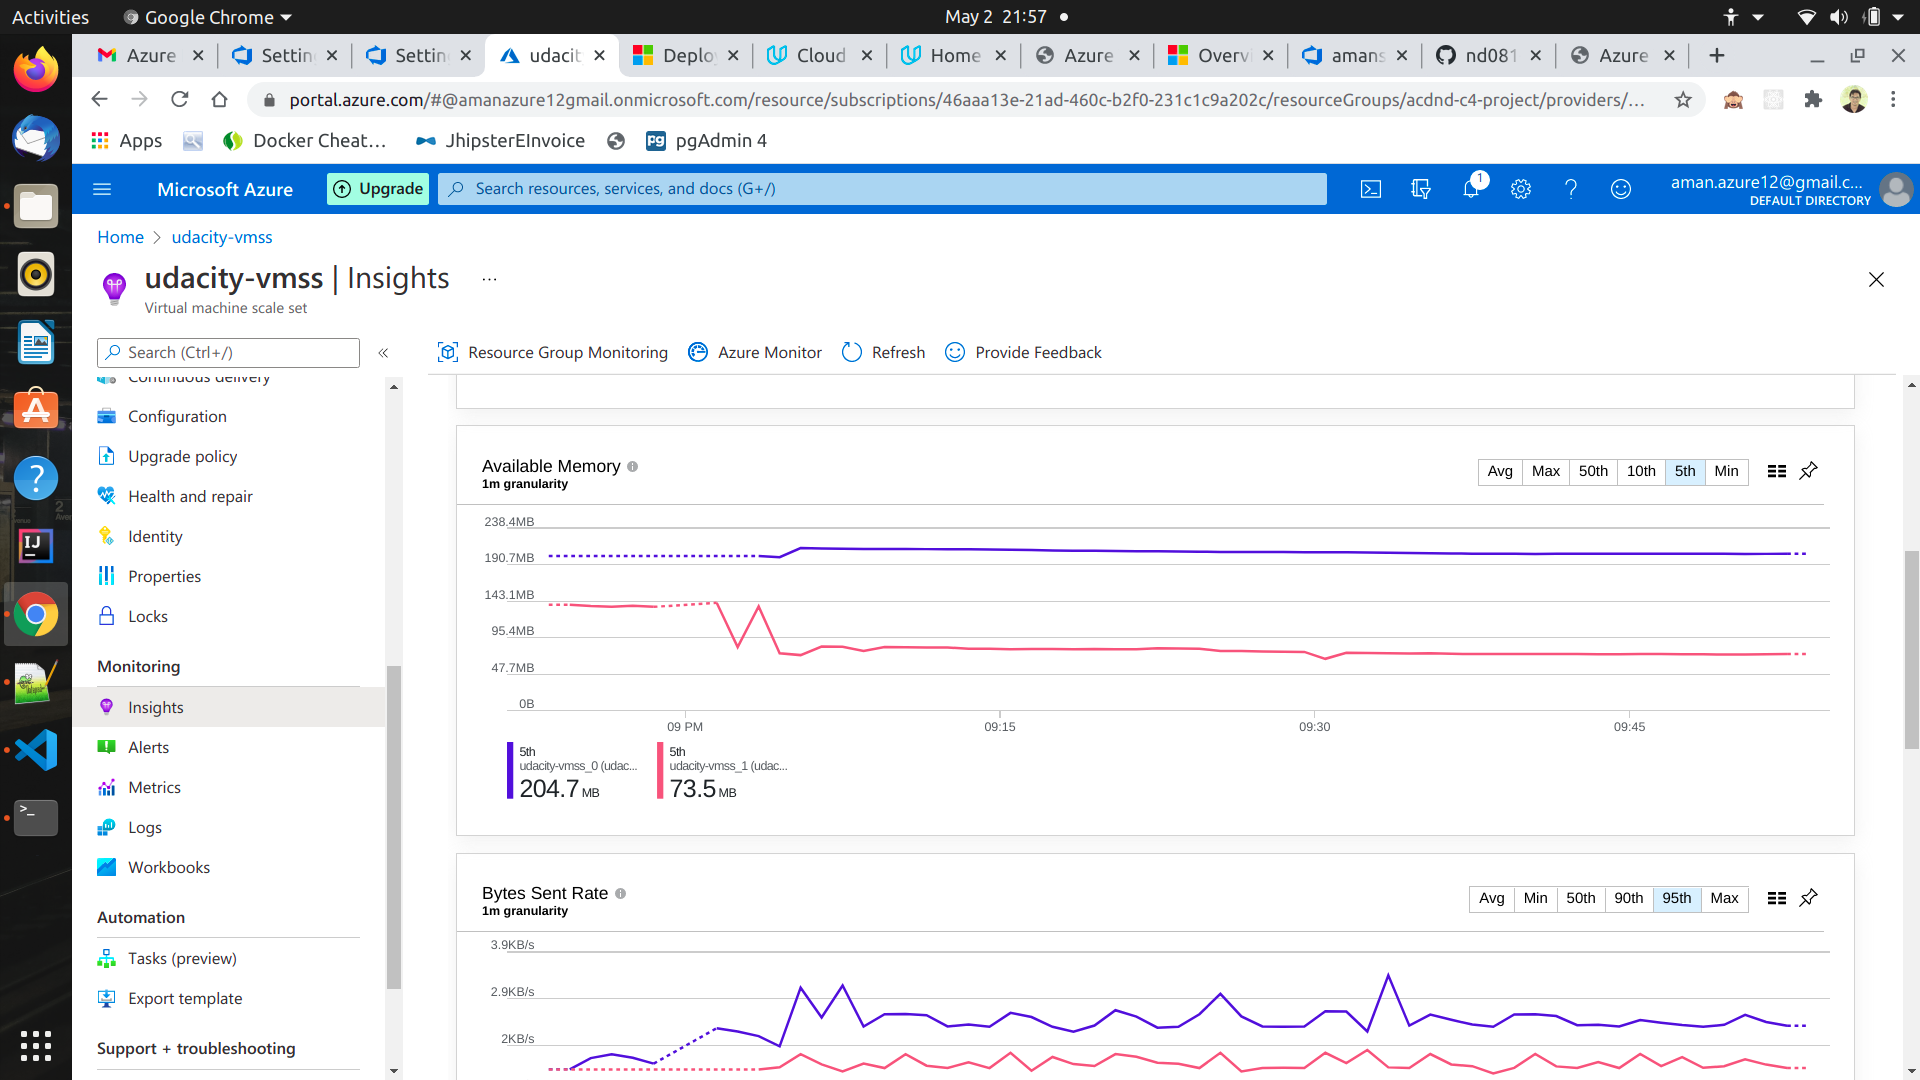 Activities
Google Chrome
May 2 21:57
Azure
Setting
Setting
udacit
Deploy
Cloud
Home
Azure
Overvi
amans
nd081
Azure
portal.azure.com/#@amanazure12gmail.onmicrosoft.com/resource/subscriptions/46aaa13e-21ad-460c-b2f0-231c1c9a202c/resourceGroups/acdnd-c4-project/providers/...
Apps
Docker Cheat...
JhipsterEInvoice
pgAdmin 4
Microsoft Azure
Upgrade
Search resources, services, and docs (G+/)
1
aman.azure12@gmail.c...
DEFAULT DIRECTORY
Home > udacity-vmss
udacity-vmss | Insights
...
Virtual machine scale set
Search (Ctrl+/)
«
Resource Group Monitoring
Azure Monitor
Refresh
Provide Feedback
Continuous delivery
Configuration
Upgrade policy
Health and repair
Identity
Properties
Locks
Monitoring
Insights
Alerts
Metrics
Logs
Workbooks
Automation
Tasks (preview)
Export template
Support + troubleshooting
Available Memory
1m granularity
Avg Max 50th 10th 5th Min
238.4MB
190.7MB
143.1MB
95.4MB
47.7MB
0B
09 PM
09:15
09:30
09:45
5th
udacity-vmss_0 (udac...
204.7 MB
5th
udacity-vmss_1 (udac...
73.5 MB
Bytes Sent Rate
1m granularity
Avg Min 50th 90th 95th Max
3.9KB/s
2.9KB/s
2KB/s